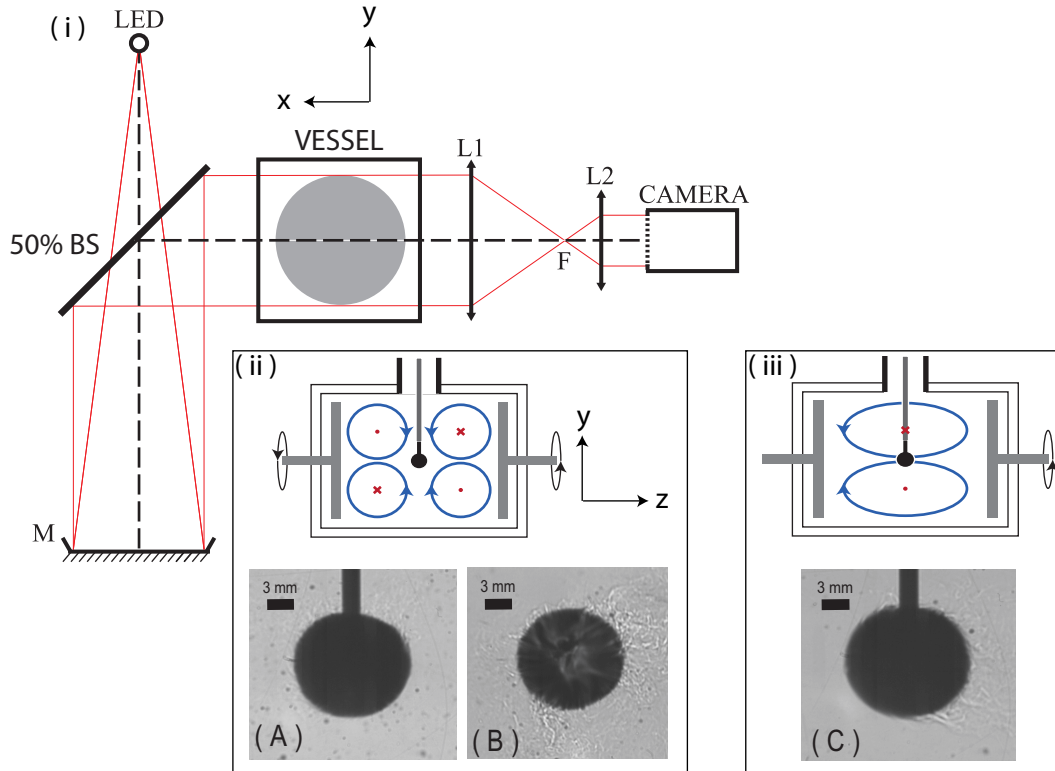 ( i )
LED
y
x
VESSEL
L1
L2
CAMERA
50% BS
F
M
( ii )
y
z
3 mm
( A )
3 mm
( B )
( iii )
3 mm
( C )